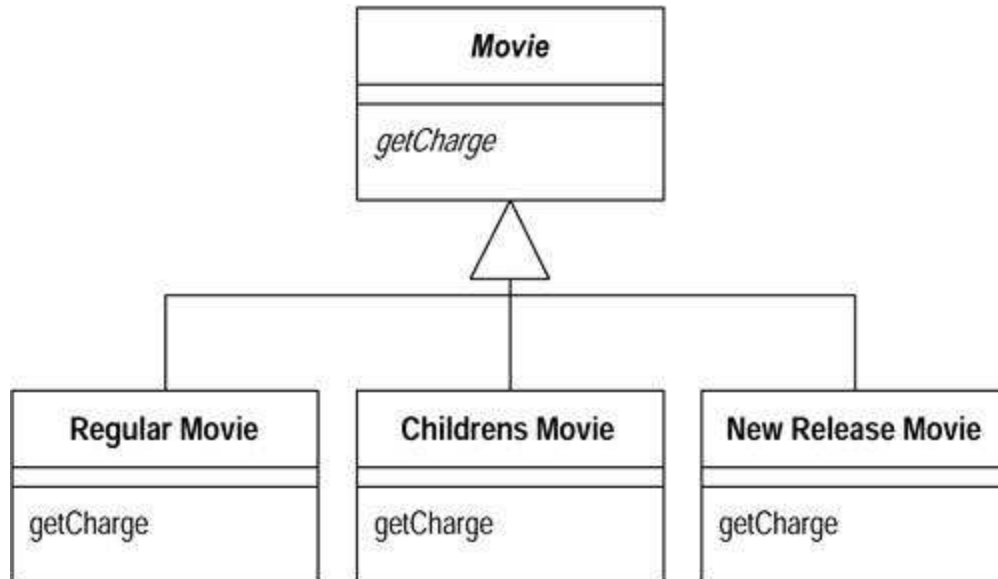 Movie
getCharge
Regular Movie
Childrens Movie
New Release Movie
getCharge
getCharge
getCharge